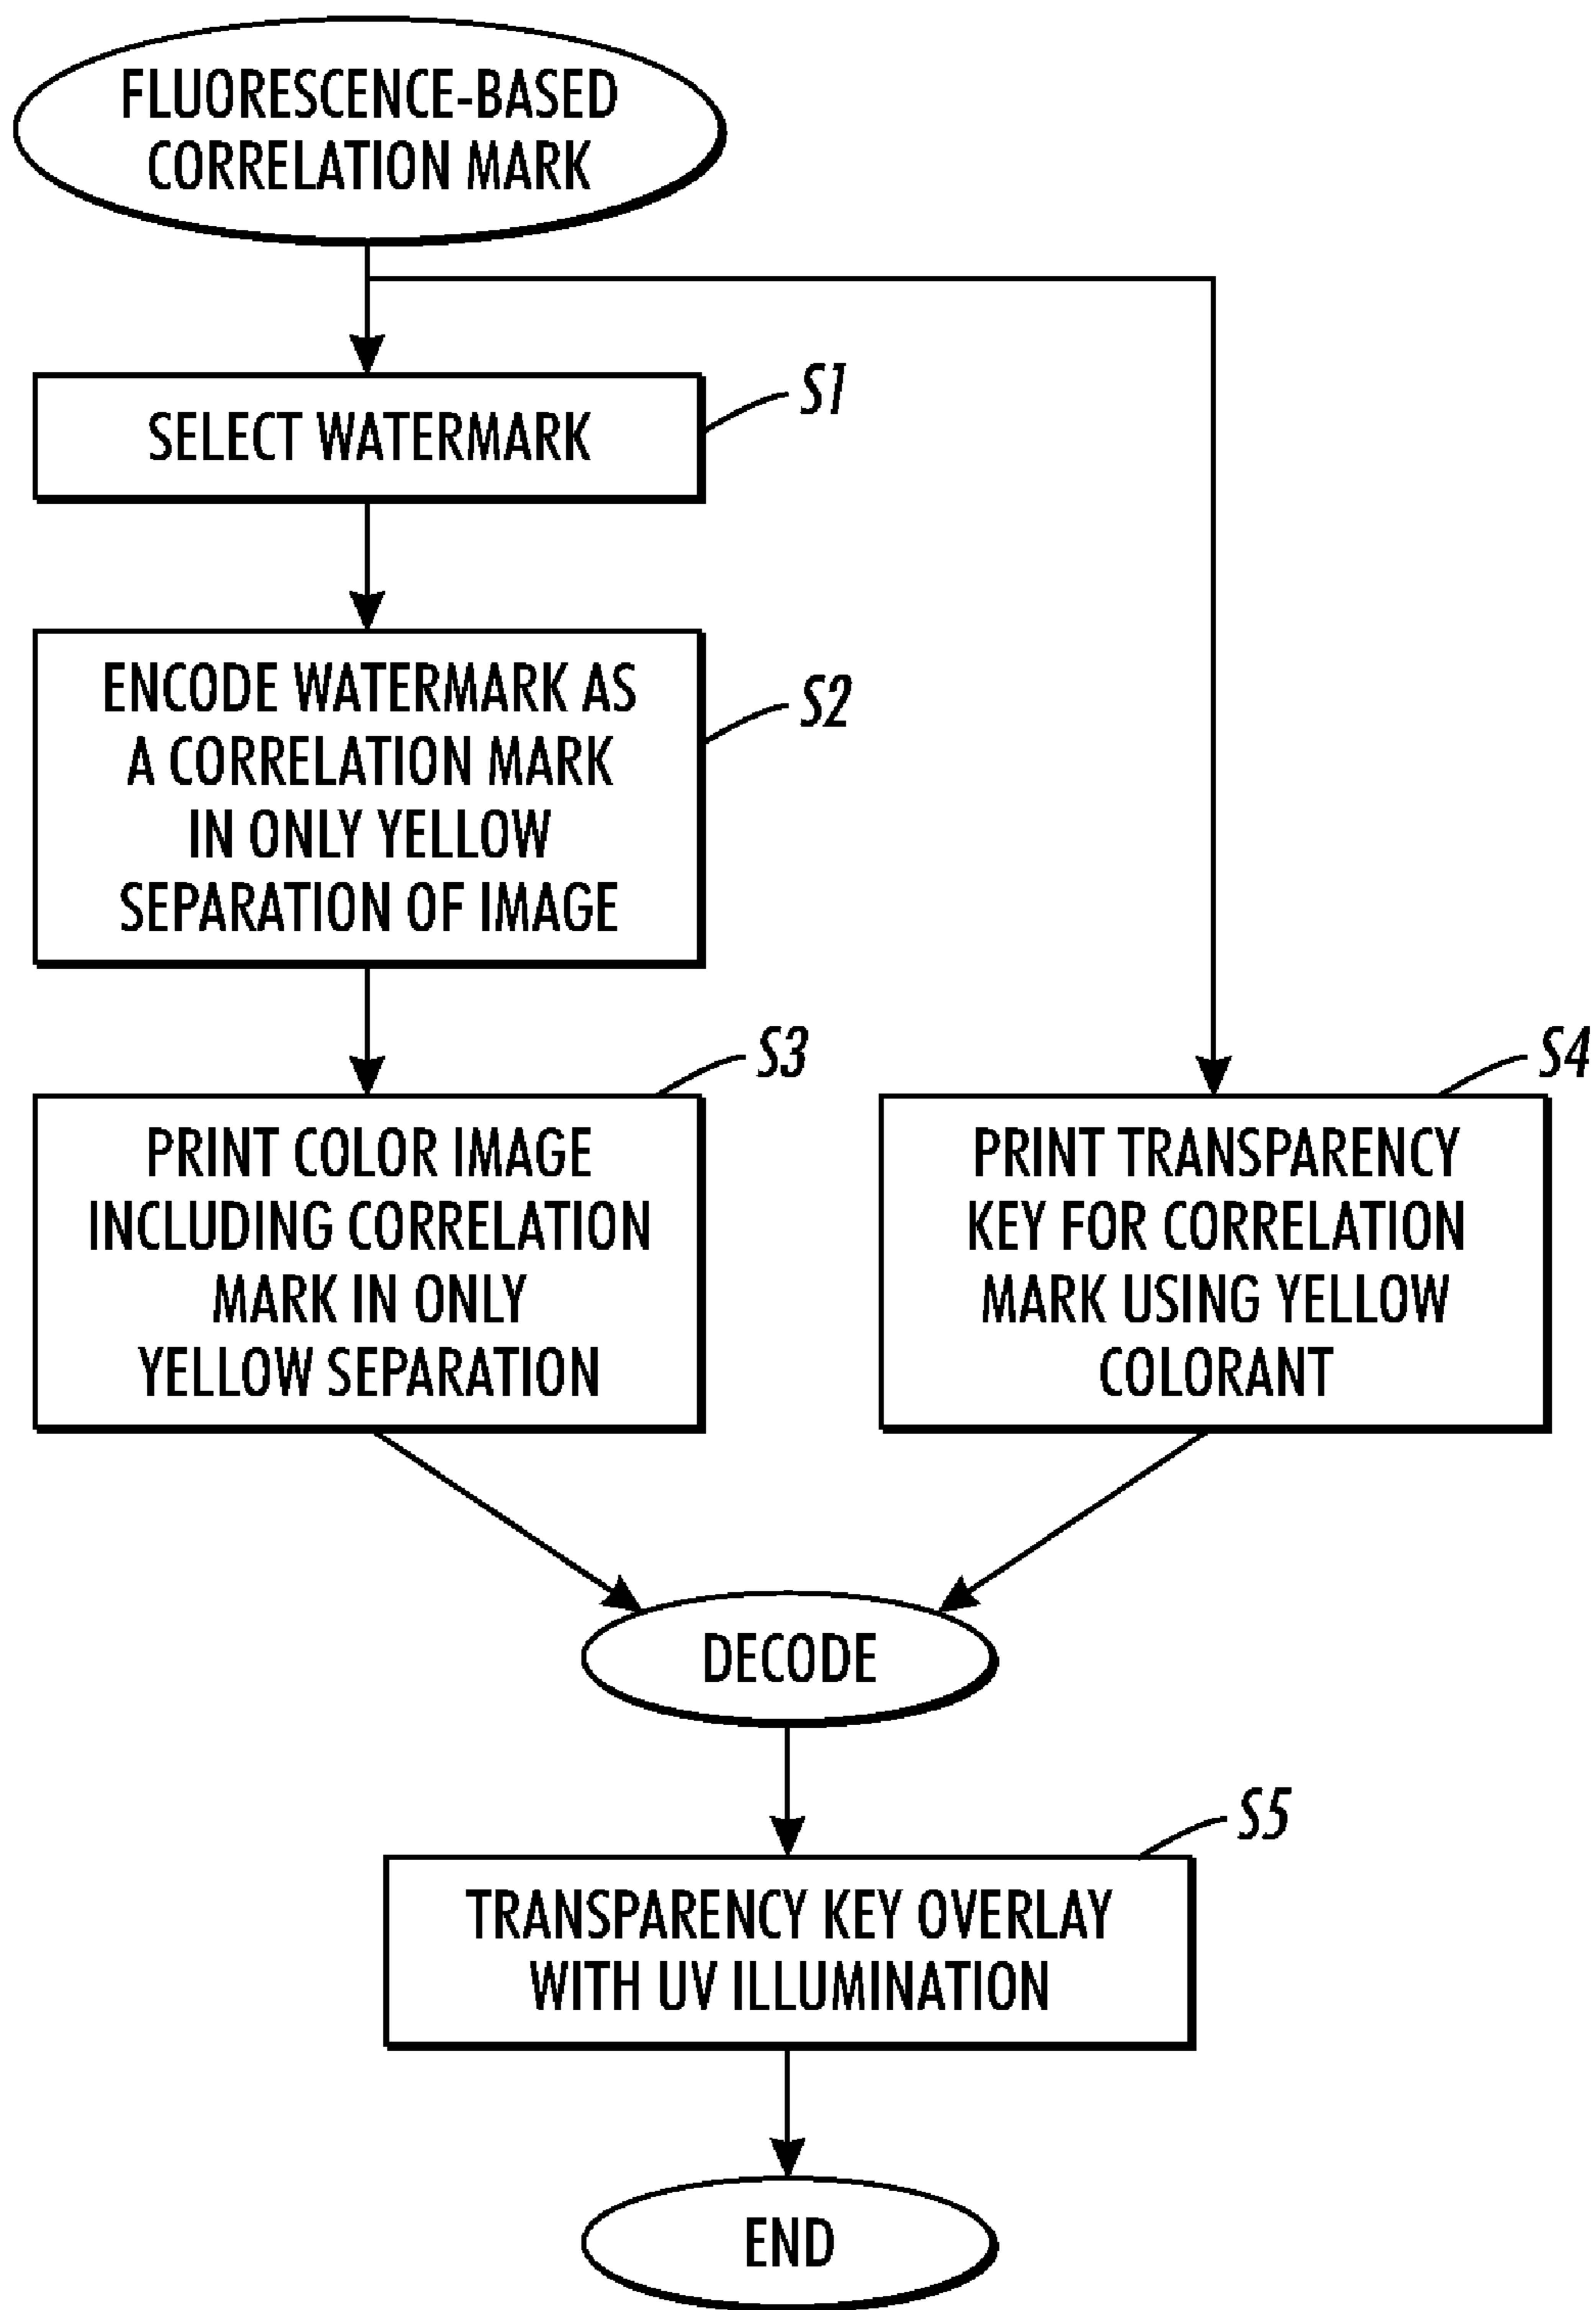 FLUORESCENCE-BASED
CORRELATION MARK
S1
SELECT WATERMARK
S2
ENCODE WATERMARK AS
A CORRELATION MARK
IN ONLY YELLOW
SEPARATION OF IMAGE
S3
PRINT COLOR IMAGE
INCLUDING CORRELATION
MARK IN ONLY
YELLOW SEPARATION
S4
PRINT TRANSPARENCY
KEY FOR CORRELATION
MARK USING YELLOW
COLORANT
DECODE
S5
TRANSPARENCY KEY OVERLAY
WITH UV ILLUMINATION
END